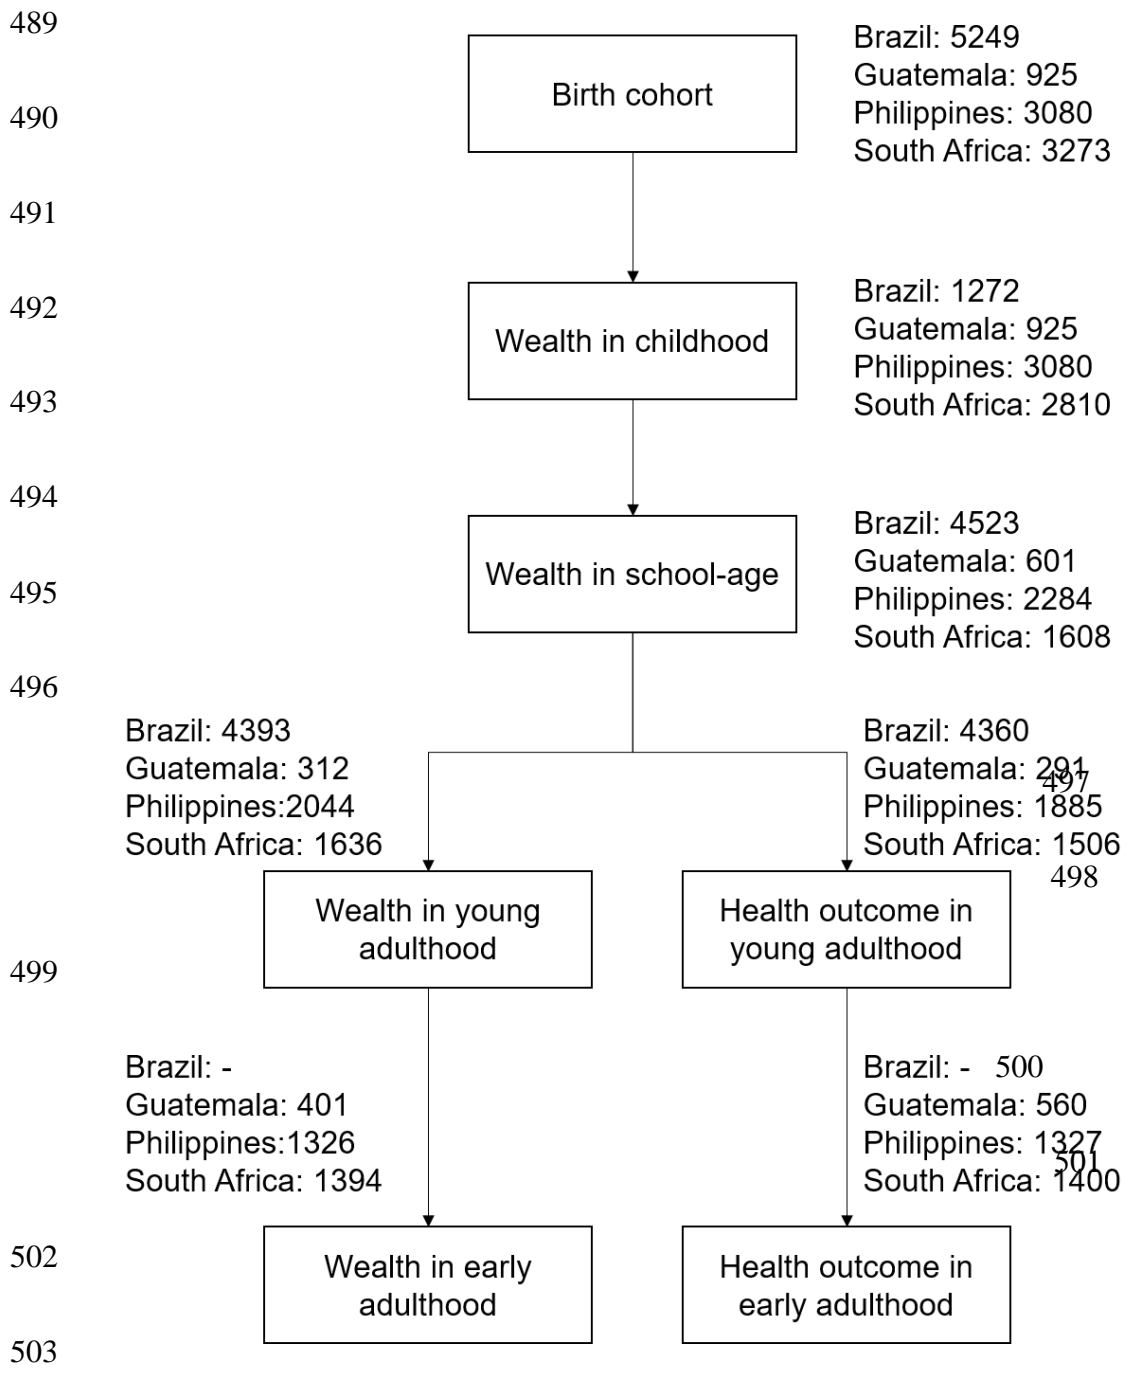 489
Birth cohort
Brazil: 5249
Guatemala: 925
Philippines: 3080
South Africa: 3273
490
491
492
Wealth in childhood
Brazil: 1272
Guatemala: 925
Philippines: 3080
South Africa: 2810
493
494
Wealth in school-age
Brazil: 4523
Guatemala: 601
Philippines: 2284
South Africa: 1608
495
496
Brazil: 4393
Guatemala: 312
Philippines:2044
South Africa: 1636
Brazil: 4360
Guatemala: 291
497
Philippines: 1885
South Africa: 1506
498
Wealth in young
adulthood
Health outcome in
young adulthood
499
Brazil: -
Guatemala: 401
Philippines:1326
South Africa: 1394
Brazil: -
500
Guatemala: 560
Philippines: 1327
501
South Africa: 1400
502
Wealth in early
adulthood
Health outcome in
early adulthood
503